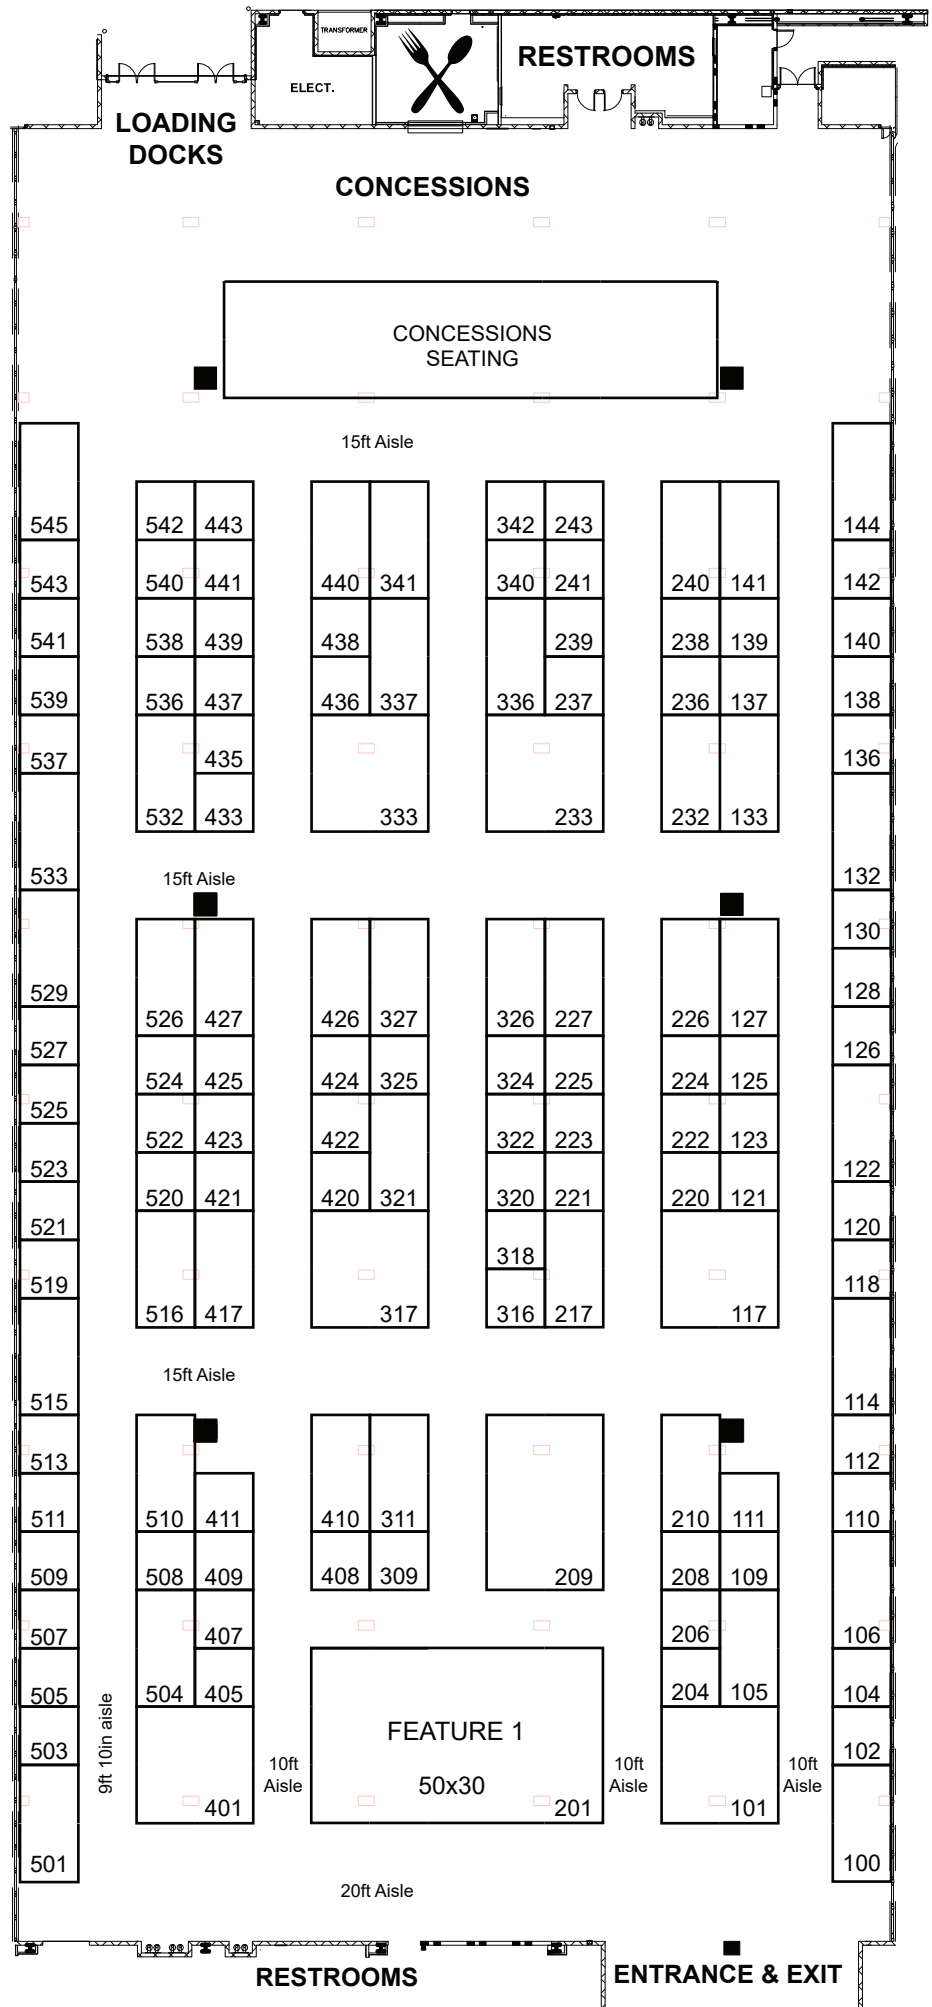 TRANSFORMER
RESTROOMS
ELECT.
LOADING
DOCKS
CONCESSIONS
CONCESSIONS
SEATING
15ft Aisle
545 542 443 342 243 144
543 540 441 440 341 340 241 240 141 142
541 538 439 438 239 238 139 140
539 536 437 436 337 336 237 236 137 138
537 435 136
532 433 333 233 232 133
533 132
15ft Aisle
130
529 128
526 427 426 327 326 227 226 127
527 126
524 425 424 325 324 225 224 125
525
522 423 422 322 223 222 123
523 122
520 421 420 321 320 221 220 121
521 120
318
519 118
516 417 317 316 217 117
15ft Aisle
515 114
513 112
511 510 411 410 311 210 111 110
509 508 409 408 309 209 208 109
507 407 206 106
505 504 405 204 105 104
9ft 10in aisle
FEATURE 1
503 102
10ft
Aisle
50x30
10ft
Aisle
10ft
Aisle
401 201 101
501 100
20ft Aisle
RESTROOMS
ENTRANCE & EXIT